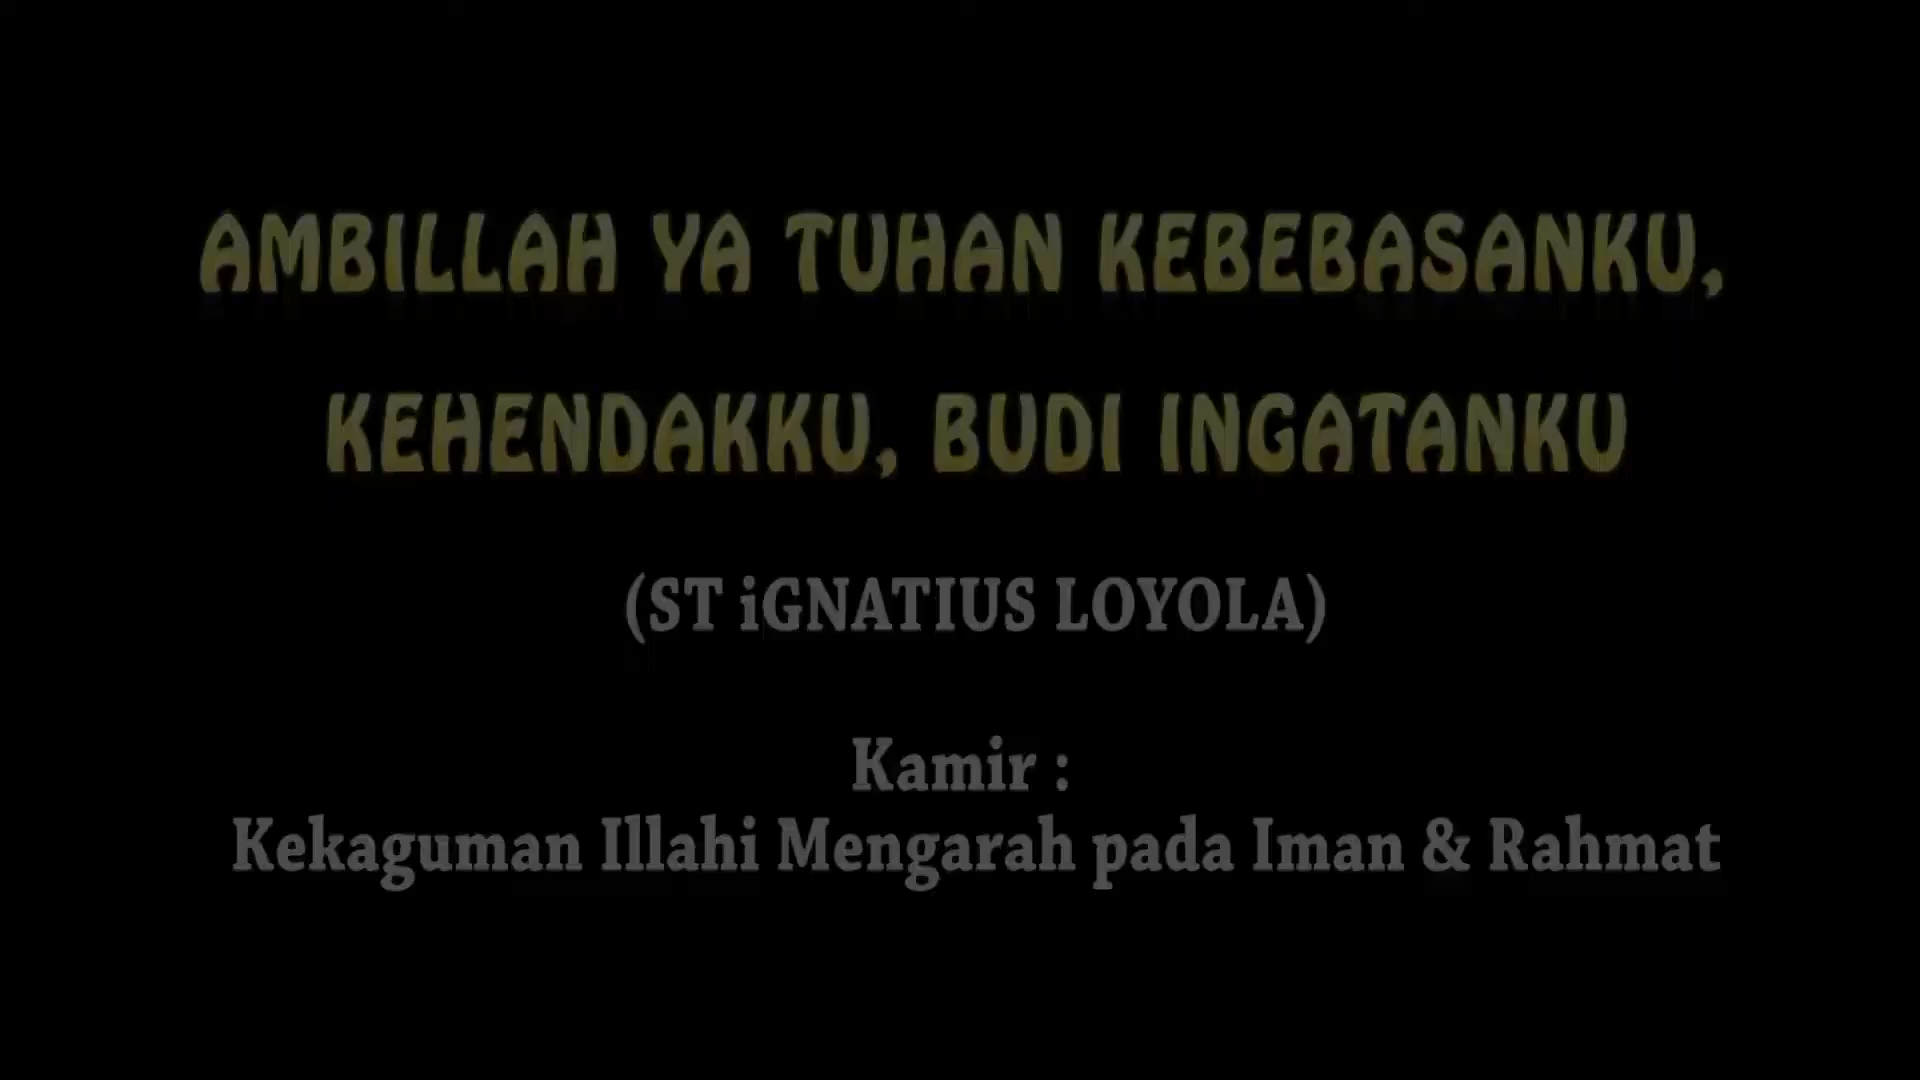 AMBILLAH YA TUHAN KEBEBASANKU,
KEHENDAKKU, BUDI INGATANKU
(ST iGNATIUS LOYOLA)
Kamir :
Kekaguman Illahi Mengarah pada Iman & Rahmat